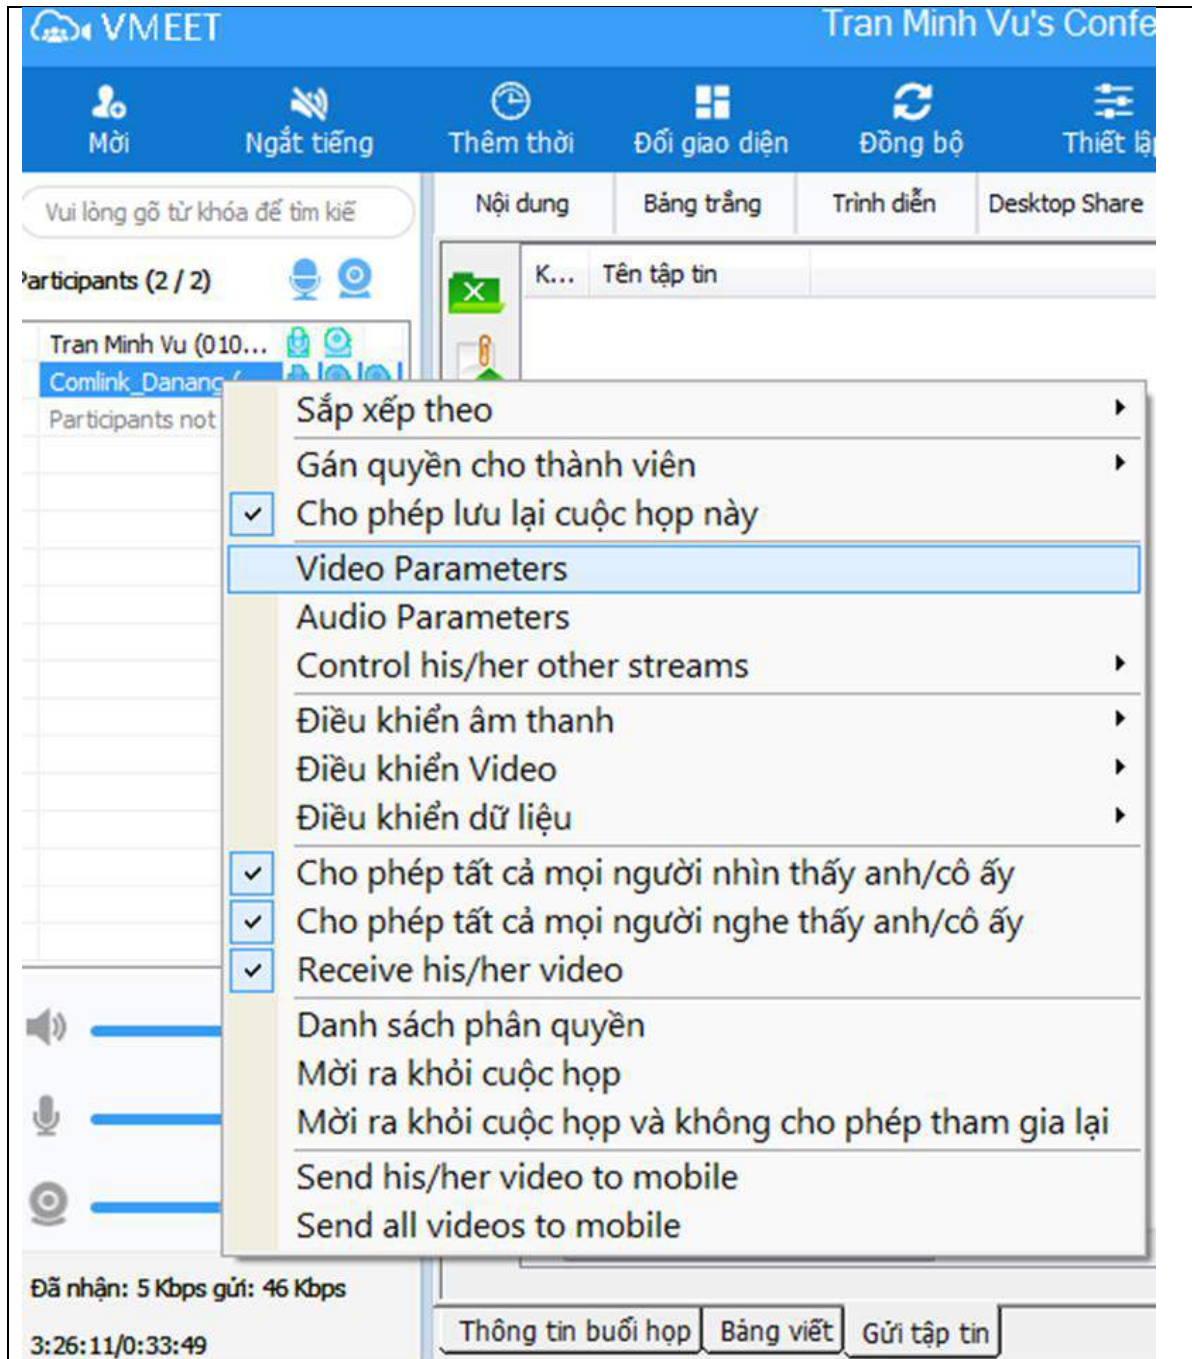 VMEET
Tran Minh Vu's Confe
Mời
Ngắt tiếng
Thêm thời
Đổi giao diện
Đồng bộ
Thiết lậ
Vui lòng gõ từ khóa để tìm kiế
Nội dung
Bảng trắng
Trình diễn
Desktop Share
Participants (2 / 2)
K...
Tên tập tin
Tran Minh Vu (010...
Comlink_Danang
Participants not
Sắp xếp theo
Gán quyền cho thành viên
Cho phép lưu lại cuộc họp này
Video Parameters
Audio Parameters
Control his/her other streams
Điều khiển âm thanh
Điều khiển Video
Điều khiển dữ liệu
Cho phép tất cả mọi người nhìn thấy anh/cô ấy
Cho phép tất cả mọi người nghe thấy anh/cô ấy
Receive his/her video
Danh sách phân quyền
Mời ra khỏi cuộc họp
Mời ra khỏi cuộc họp và không cho phép tham gia lại
Send his/her video to mobile
Send all videos to mobile
Đã nhận: 5 Kbps gửi: 46 Kbps
3:26:11/0:33:49
Thông tin buổi họp
Bảng viết
Gửi tập tin